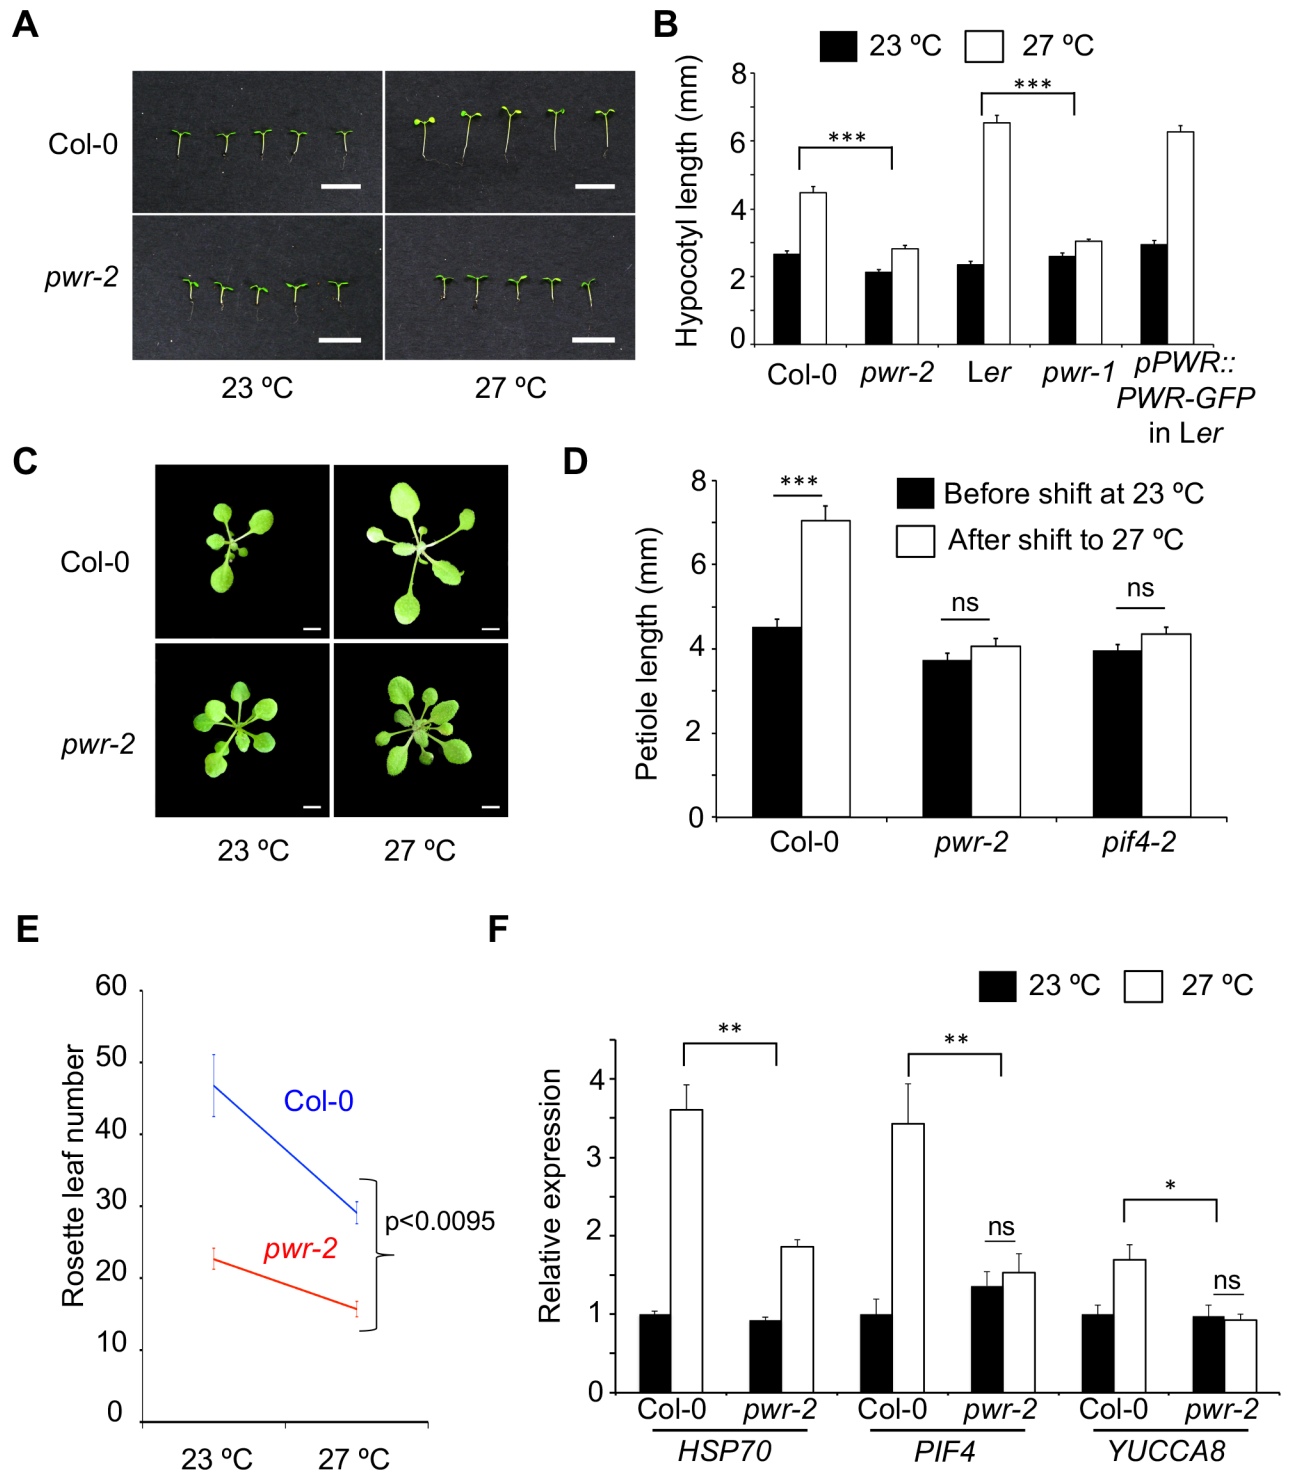 A
Col-0
pwr-2
23 ºC
27 ºC
B
23 ºC
27 ºC
Hypocotyl length (mm)
8
6
4
2
0
***
***
Col-0
pwr-2
Ler
pwr-1
pPWR::
PWR-GFP
in Ler
C
Col-0
pwr-2
23 ºC
27 ºC
D
Before shift at 23 ºC
After shift to 27 ºC
Petiole length (mm)
8
6
4
2
0
***
ns
ns
Col-0
pwr-2
pif4-2
E
Rosette leaf number
60
50
40
30
20
10
0
Col-0
pwr-2
p<0.0095
23 ºC
27 ºC
F
23 ºC
27 ºC
Relative expression
4
3
2
1
0
**
**
ns
*
ns
Col-0
pwr-2
Col-0
pwr-2
Col-0
pwr-2
HSP70
PIF4
YUCCA8